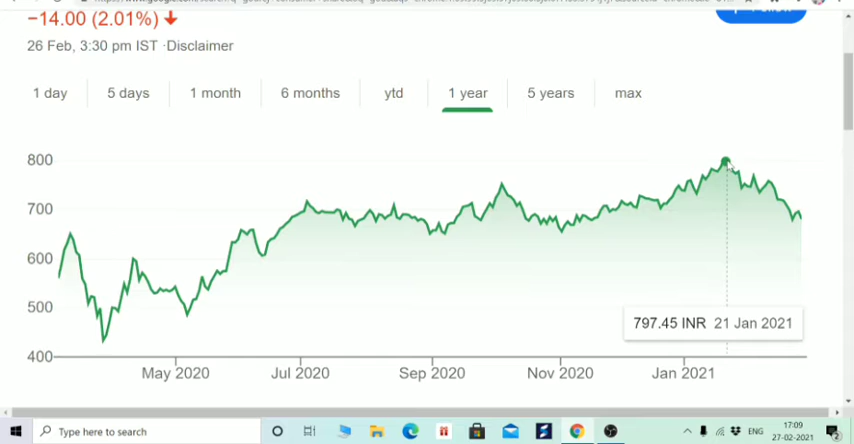 −14.00 (2.01%)
26 Feb, 3:30 pm IST ·Disclaimer
1 day
5 days
1 month
6 months
ytd
1 year
5 years
max
800
700
600
500
400
797.45 INR 21 Jan 2021
May 2020
Jul 2020
Sep 2020
Nov 2020
Jan 2021
Type here to search
ENG
17:09
27-02-2021
2